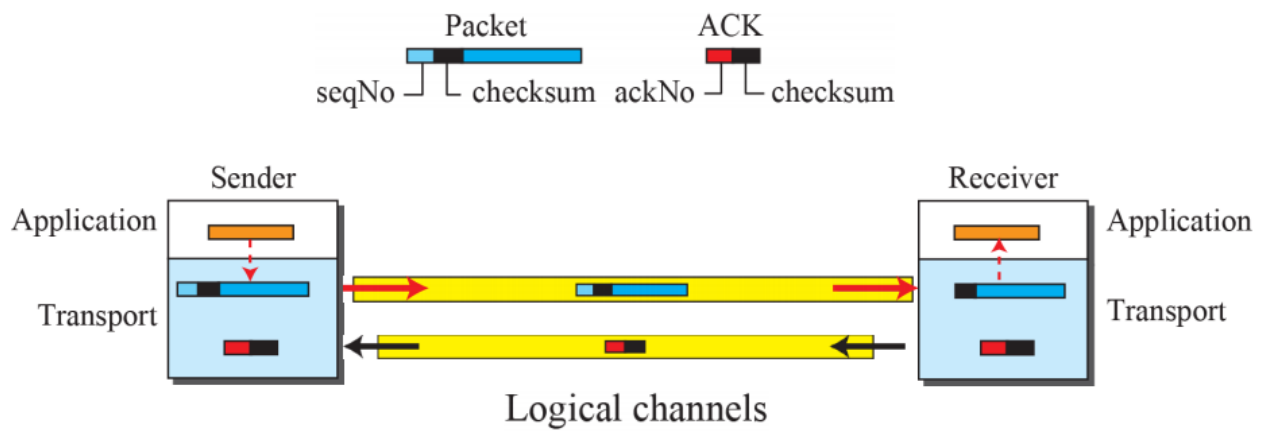 Packet
ACK
seqNo
checksum
ackNo
checksum
Sender
Receiver
Application
Application
Transport
Transport
Logical channels